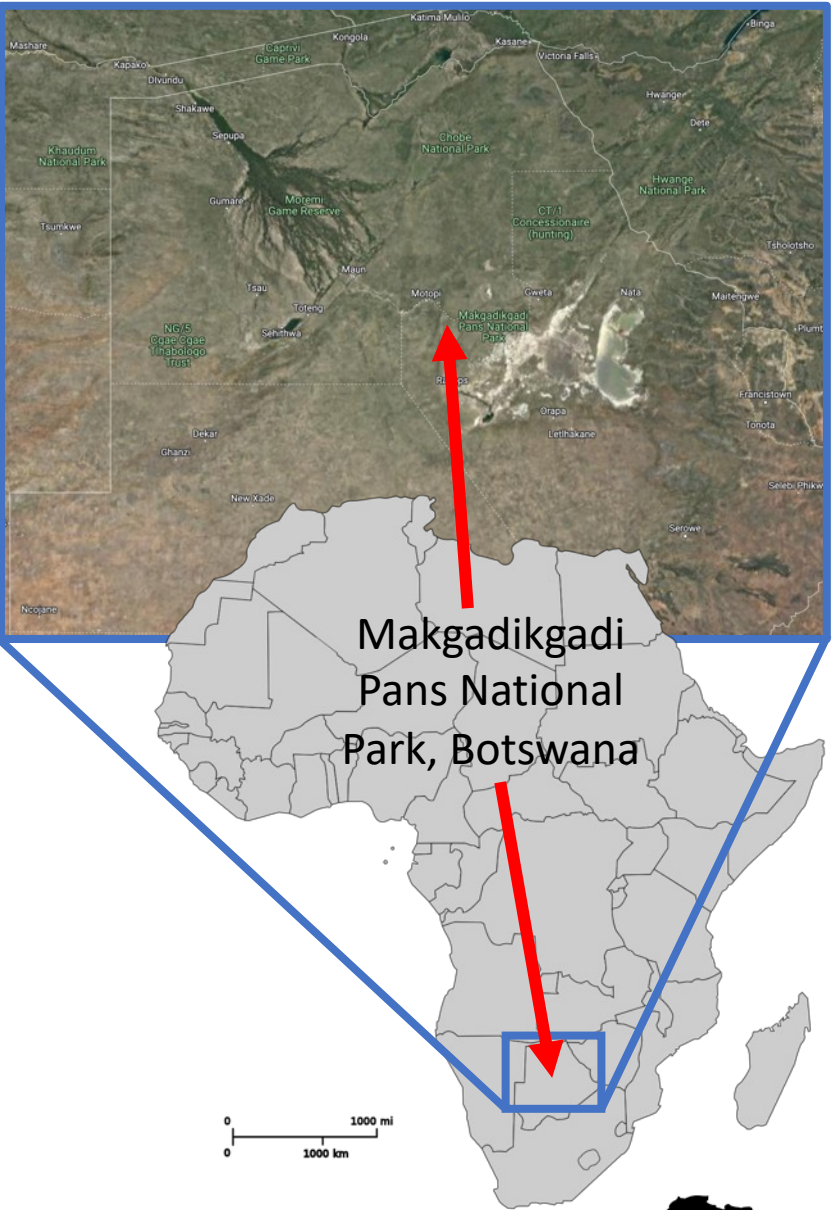 Katima Mulilo
Binga
Mashare
Kongola
Kasane
Caprivi
Game Park
Victoria Falls
Kapako
Divundu
Hwange
Shakawe
Dete
Sepupa
Chobe
National Park
Khaudum
National Park
Hwange
National Park
Gumare
Moremi
Game Reserve
CT/1
Concessionaire
(hunting)
Tsumkwe
Tsholotsho
Maun
Tsau
Motopi
Gweta
Nata
Maitengwe
Toteng
Makgadikgadi
Pans National
Park
NG/5
Cgae Cgae
Tlhabologo
Trust
Sehithwa
Plumt
Francistown
Orapa
Tonota
Dekar
Letlhakane
Ghanzi
Selebi Phikw
New Xade
Serowe
Ncojane
Makgadikgadi
Pans National
Park, Botswana
0 1000 mi
0 1000 km